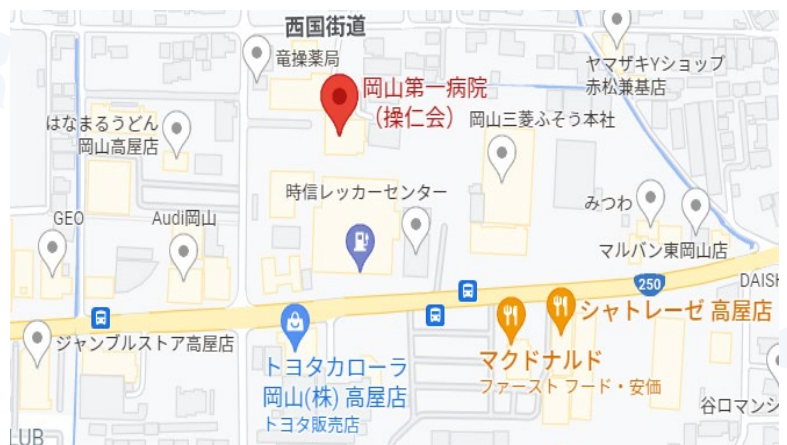 西国街道
竜操薬局
ヤマザキYショップ
赤松兼基店
岡山第一病院
(操仁会)
岡山三菱ふそう本社
はなまるうどん
岡山高屋店
時信レッカーセンター
みつわ
GEO
Audi岡山
マルバン東岡山店
250
DAISH
シャトレーゼ 高屋店
ジャンブルストア高屋店
トヨタカローラ
岡山(株) 高屋店
トヨタ販売店
マクドナルド
ファースト フード・安価
谷口マンシ
LUB